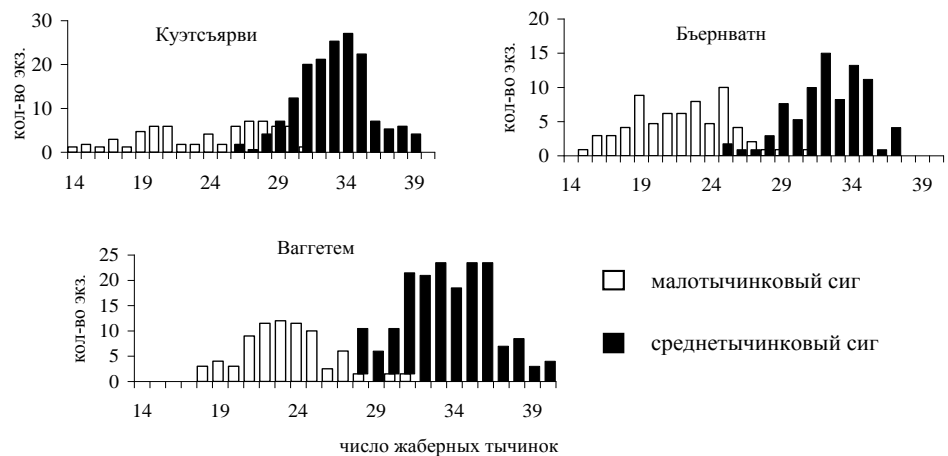 Куэтсъярви
кол-во экз.
30
20
10
0
14 19 24 29 34 39
Бъернватн
кол-во экз.
20
15
10
5
0
14 19 24 29 34 39
Ваггетем
кол-во экз.
25
20
15
10
5
0
14 19 24 29 34 39
число жаберных тычинок
малотычинковый сиг
среднетычинковый сиг